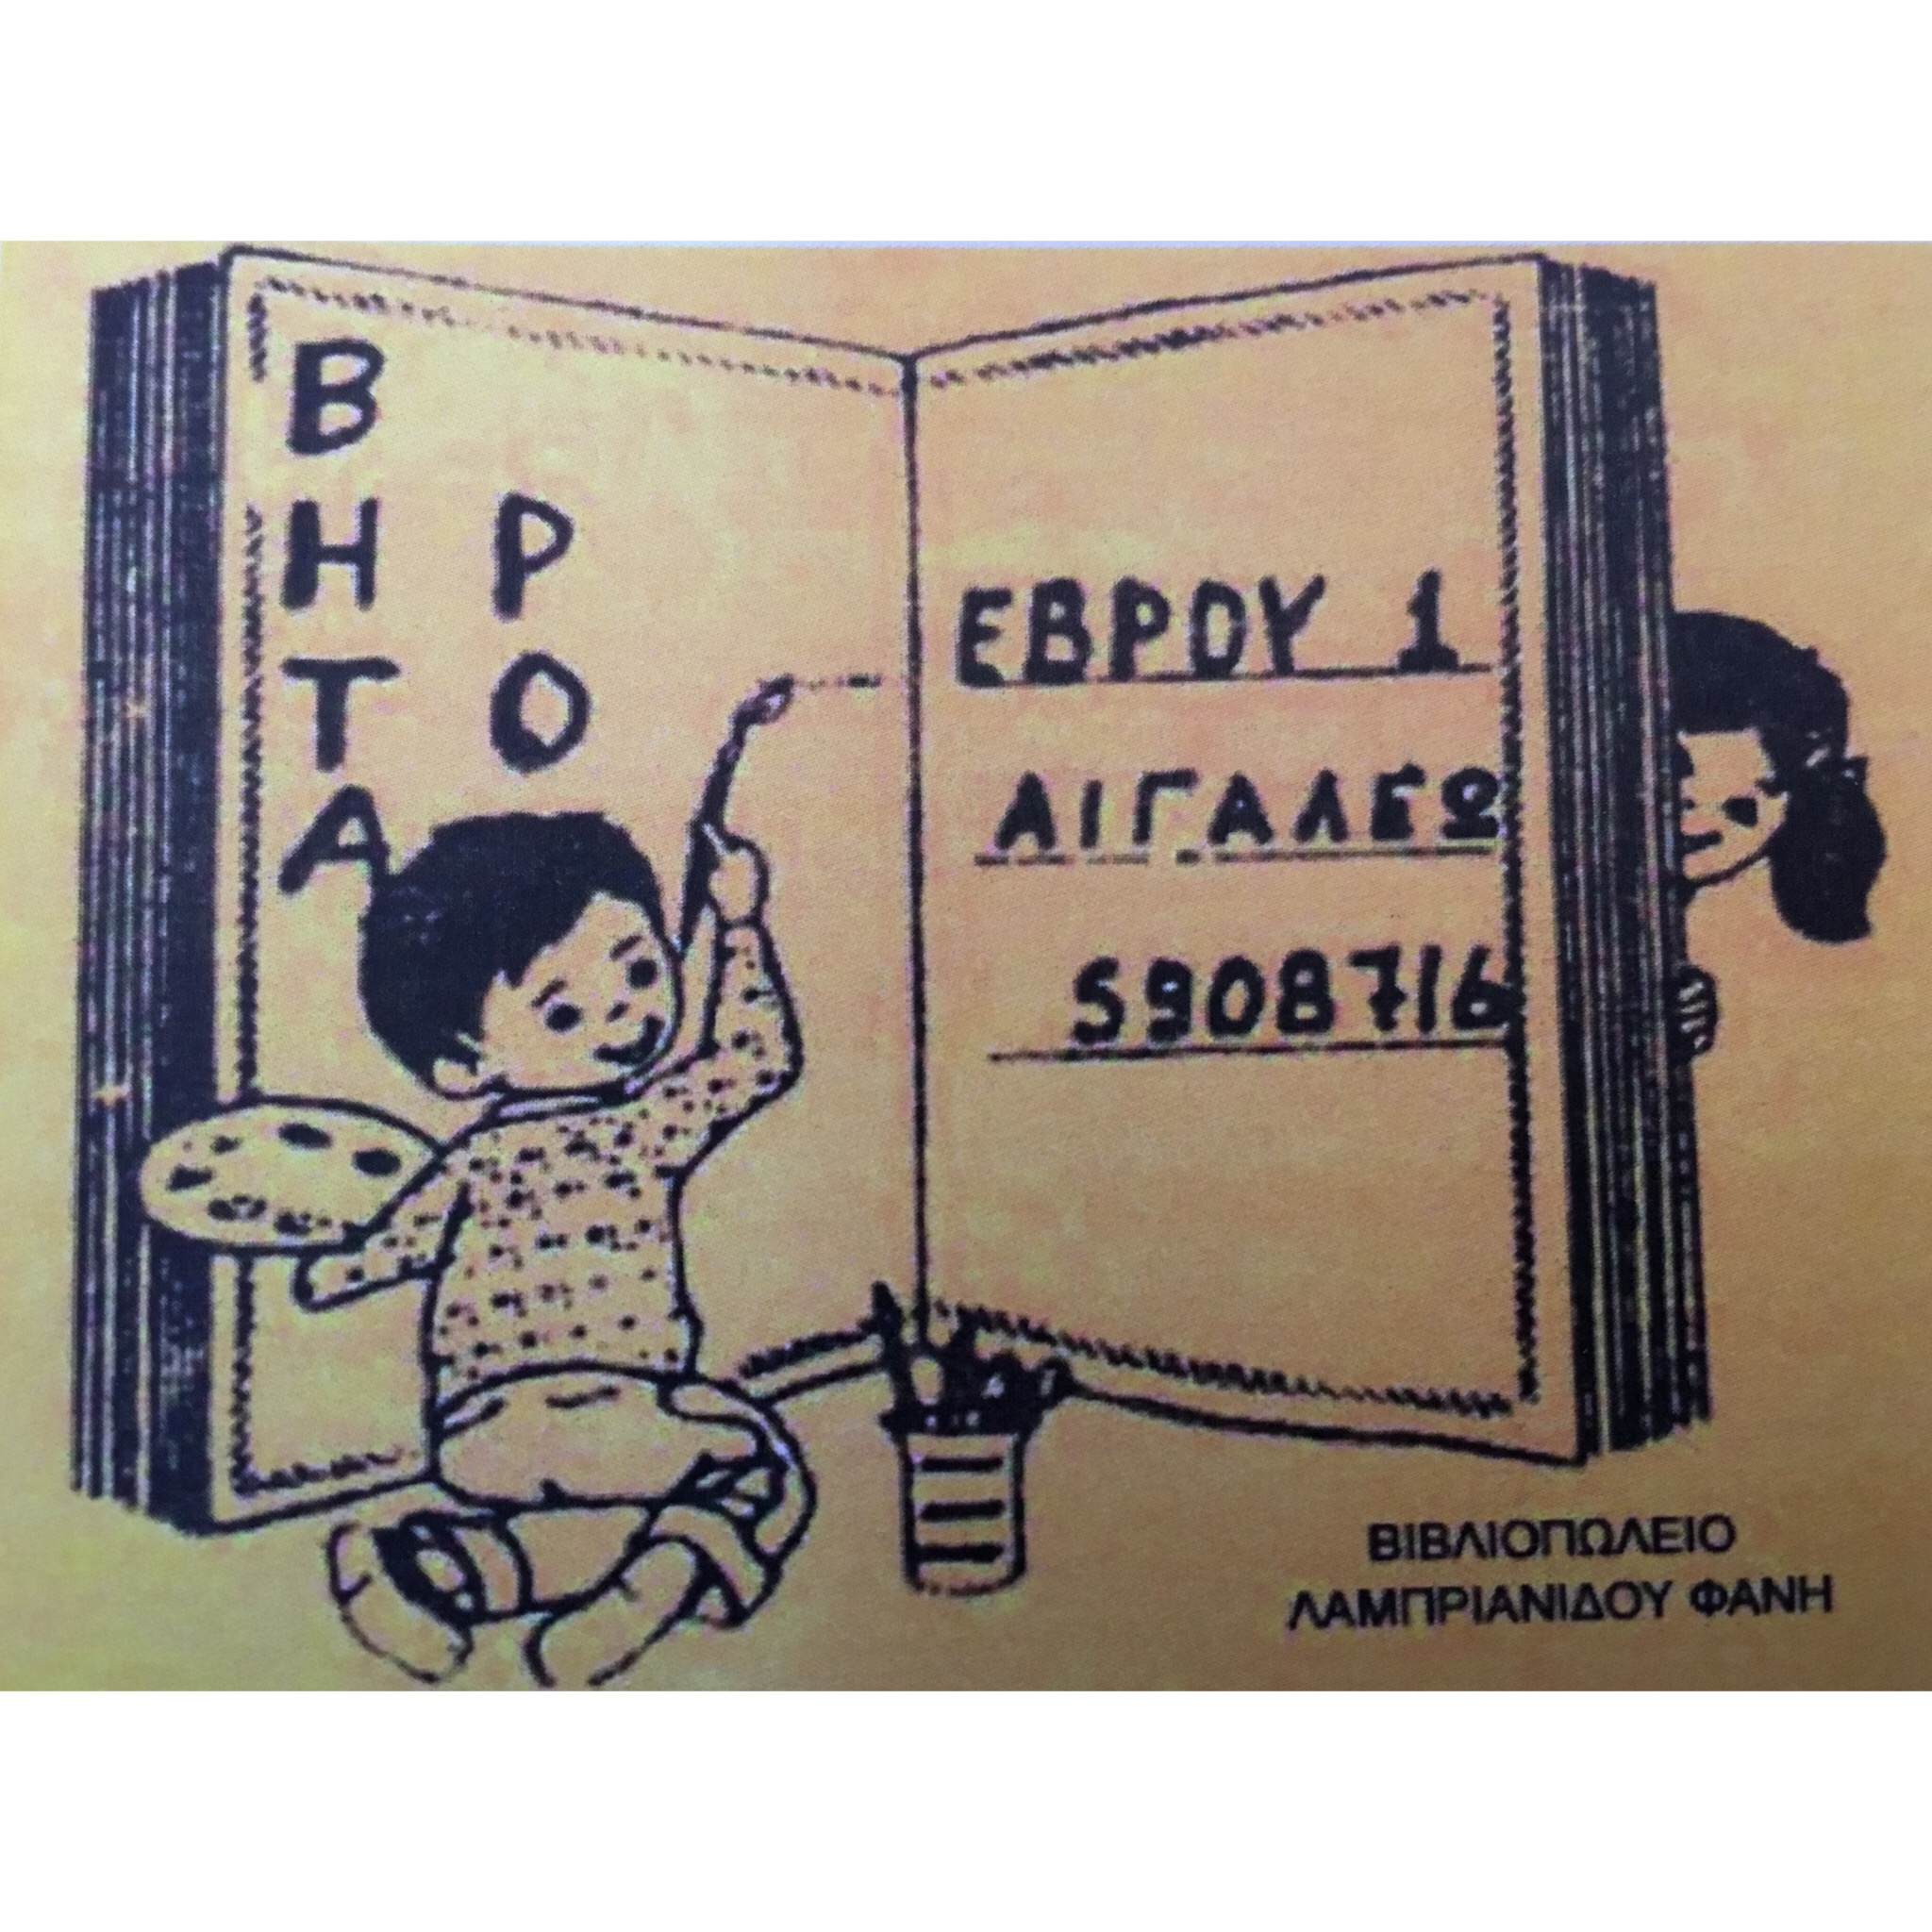 ΒΗΤΑ
ΡΟ
ΕΒΡΟΥ 1
ΑΙΓΑΛΕΩ
5908716
ΒΙΒΛΙΟΠΩΛΕΙΟ
ΛΑΜΠΡΙΑΝΙΔΟΥ ΦΑΝΗ